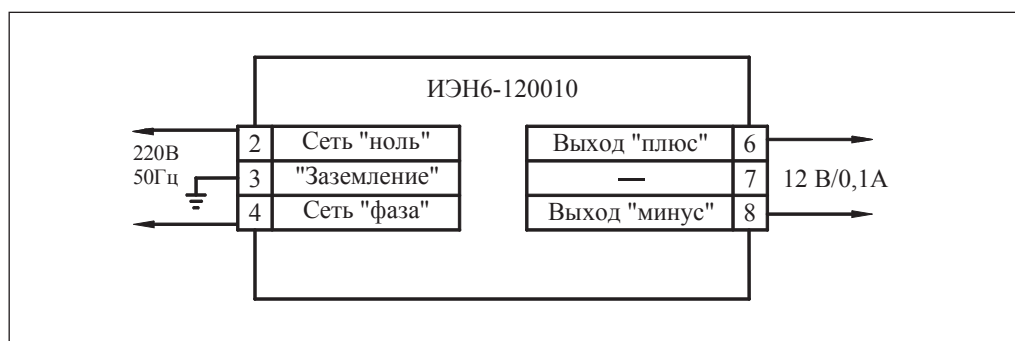 ИЭН6-120010
220В
50Гц
2 Сеть "ноль"
3 "Заземление"
4 Сеть "фаза"
Выход "плюс" 6
— 7
Выход "минус" 8
12 В/0,1А